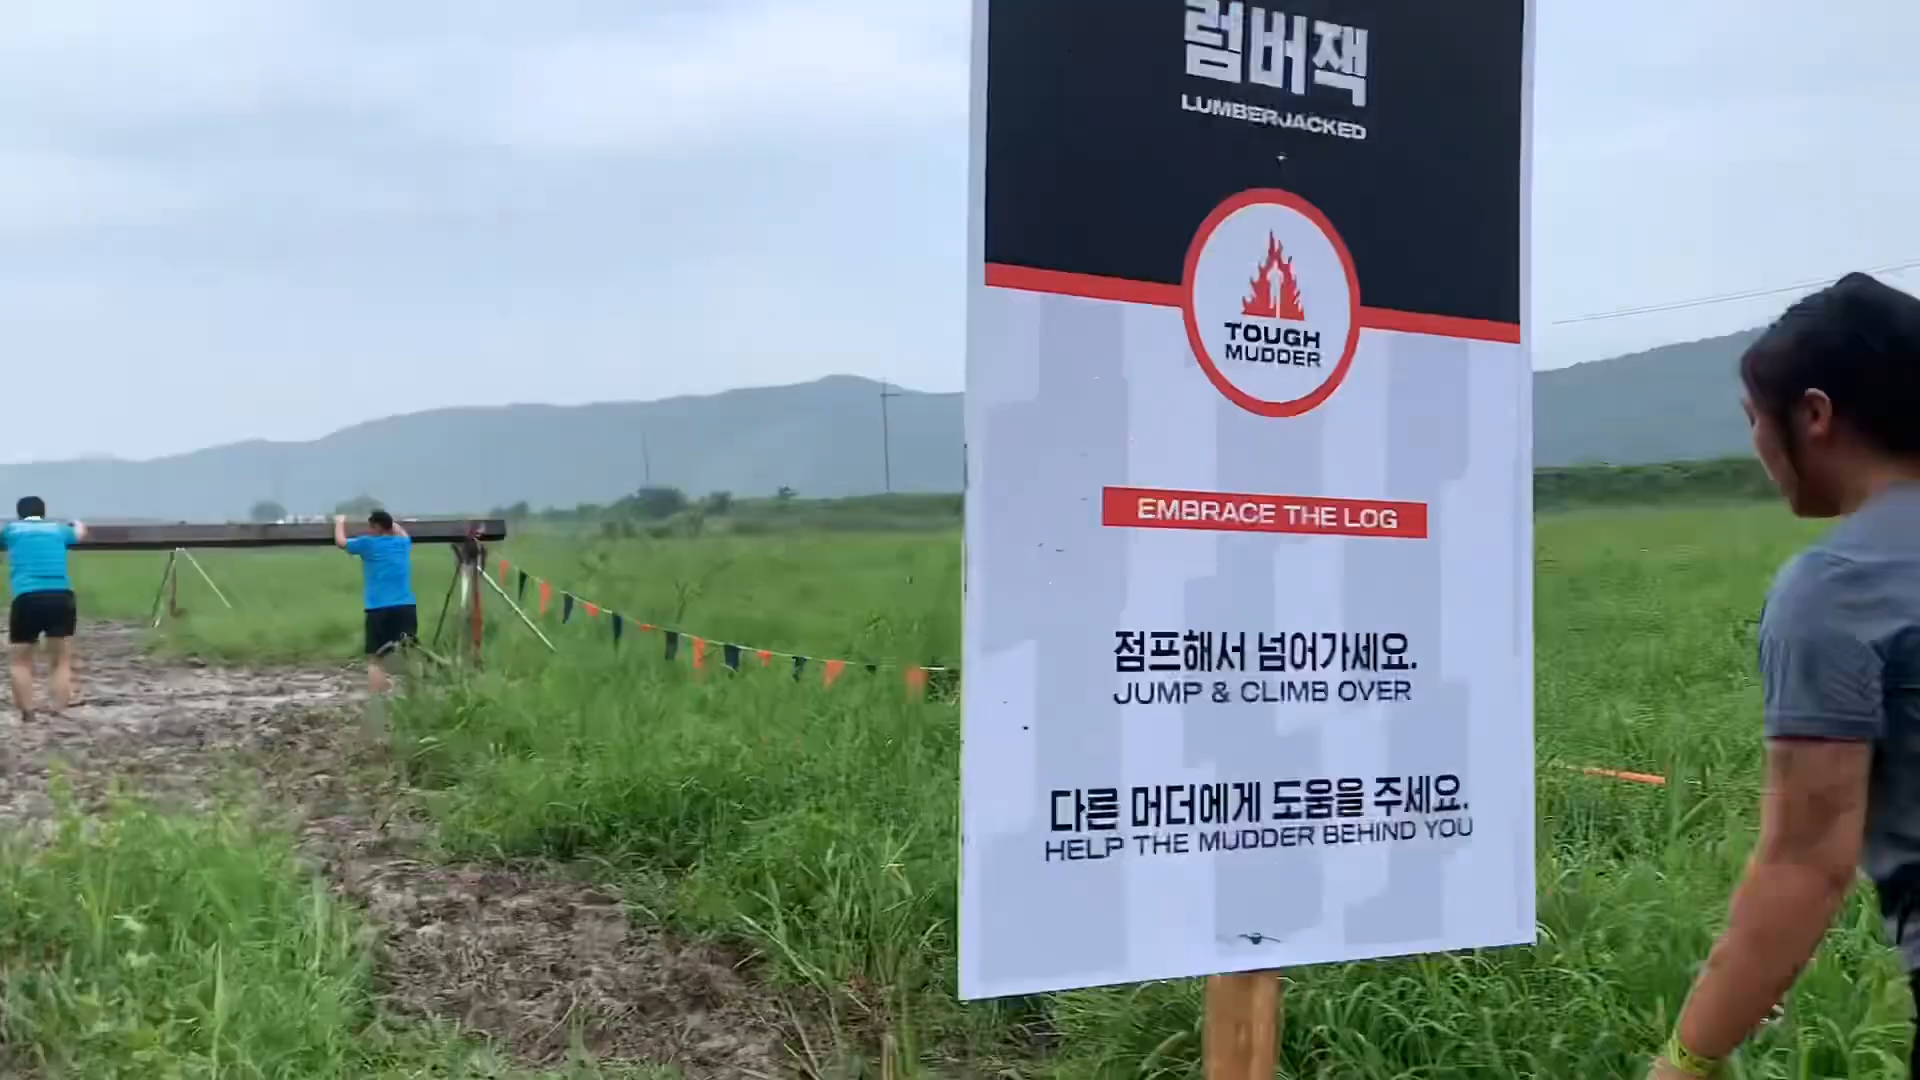 럼버잭
LUMBERJACKED
TOUGH
MUDDER
EMBRACE THE LOG
점프해서 넘어가세요.
JUMP & CLIMB OVER
다른 머더에게 도움을 주세요.
HELP THE MUDDER BEHIND YOU